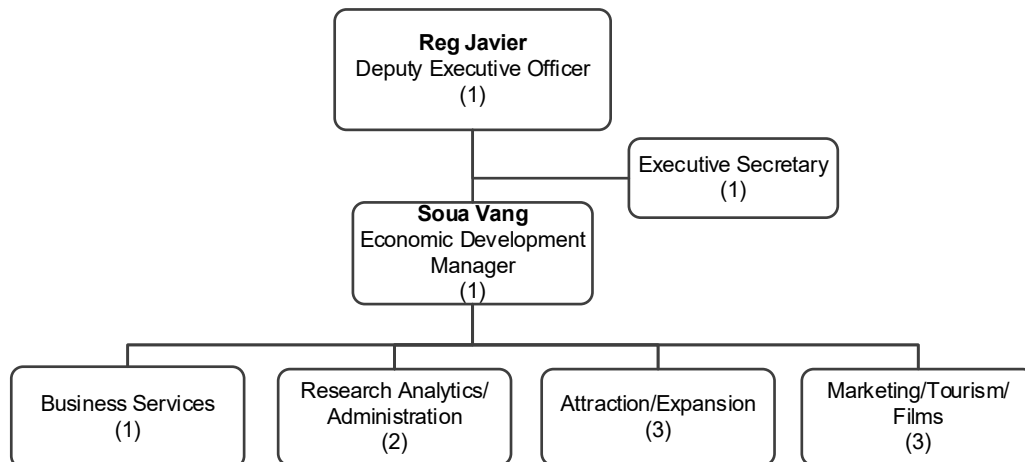 Reg Javier
Deputy Executive Officer
(1)
Executive Secretary
(1)
Soua Vang
Economic Development
Manager
(1)
Business Services
(1)
Research Analytics/
Administration
(2)
Attraction/Expansion
(3)
Marketing/Tourism/
Films
(3)